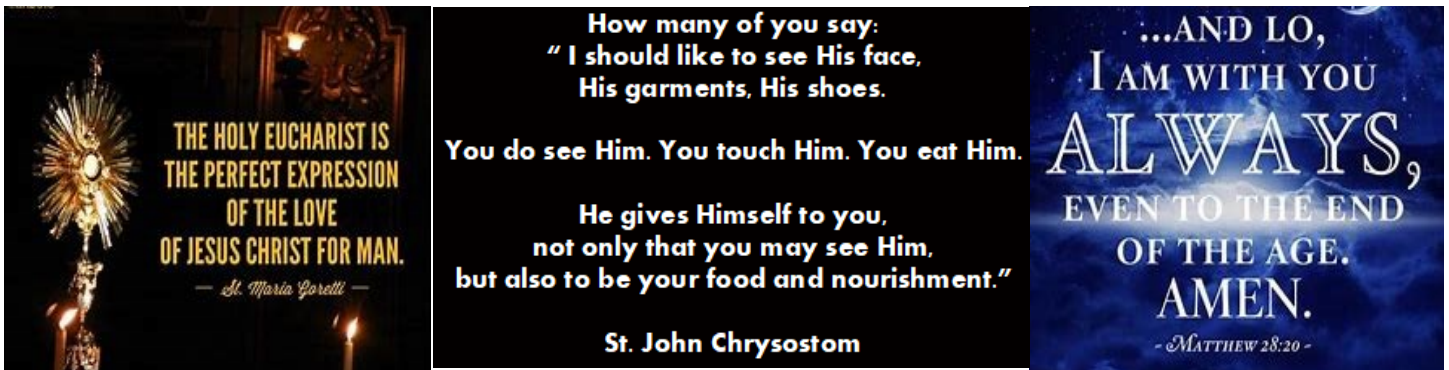 THE HOLY EUCHARIST IS
THE PERFECT EXPRESSION
OF THE LOVE
OF JESUS CHRIST FOR MAN.
— St. Maria Goretti —
How many of you say:
“ I should like to see His face,
His garments, His shoes.
You do see Him. You touch Him. You eat Him.
He gives Himself to you,
not only that you may see Him,
but also to be your food and nourishment.”
St. John Chrysostom
...AND LO,
I AM WITH YOU
ALWAYS,
EVEN TO THE END
OF THE AGE.
AMEN.
- MATTHEW 28:20 -